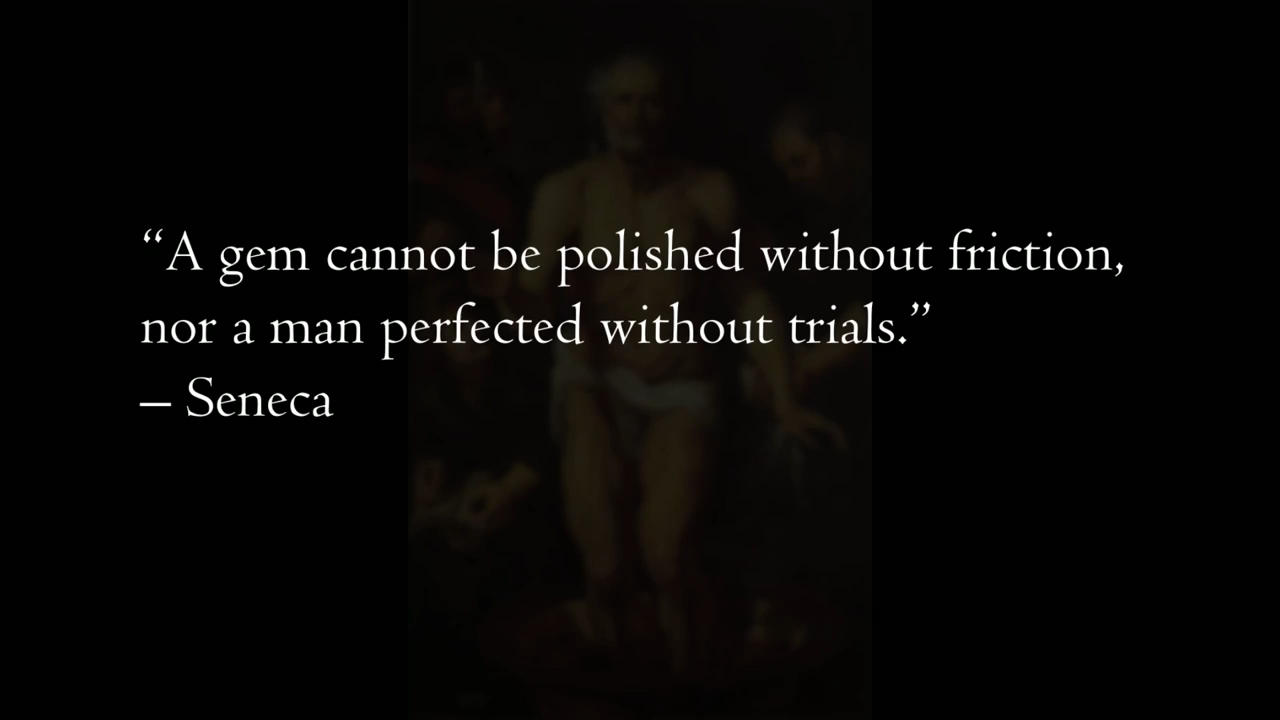 “A gem cannot be polished without friction,
nor a man perfected without trials.”
– Seneca